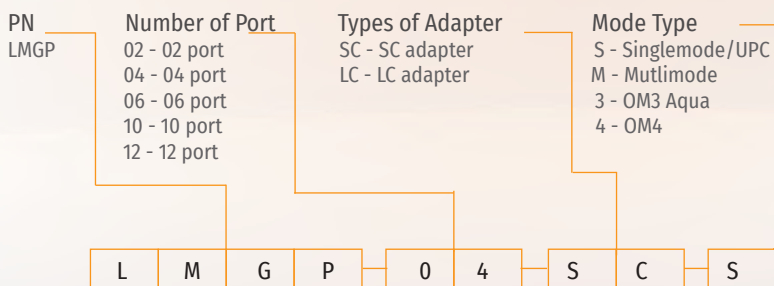 PN
LMGP
Number of Port
02 - 02 port
04 - 04 port
06 - 06 port
10 - 10 port
12 - 12 port
Types of Adapter
SC - SC adapter
LC - LC adapter
Mode Type
S - Singlemode/UPC
M - Mutlimode
3 - OM3 Aqua
4 - OM4
L M G P - 0 4 - S C - S